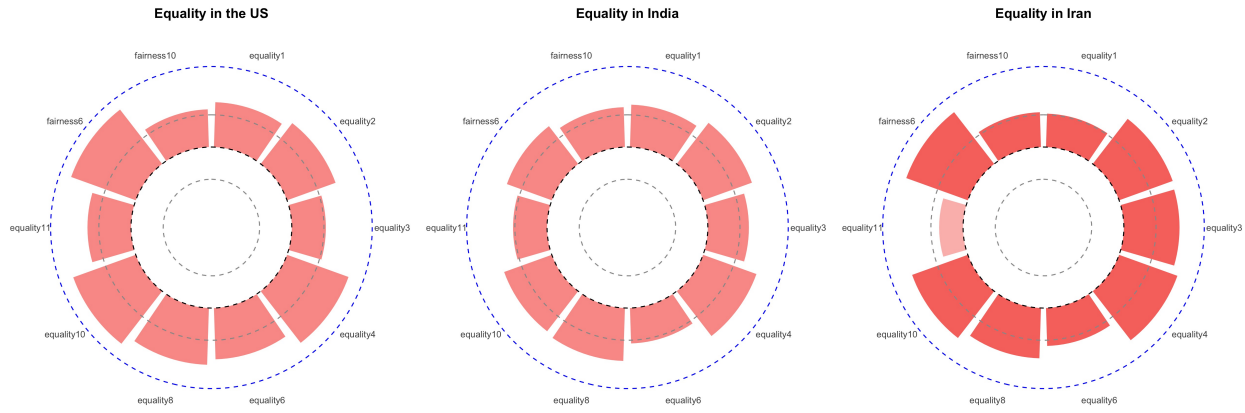 Equality in the US
fairness10
equality1
fairness6
equality2
equality11
equality3
equality10
equality4
equality8
equality6
Equality in India
fairness10
equality1
fairness6
equality2
equality11
equality3
equality10
equality4
equality8
equality6
Equality in Iran
fairness10
equality1
fairness6
equality2
equality11
equality3
equality10
equality4
equality8
equality6